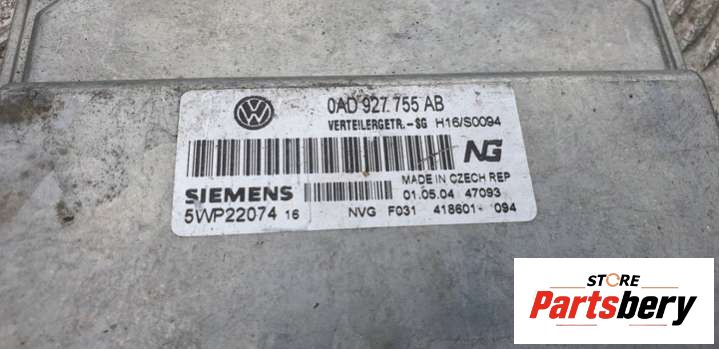 0AD 927 755 AB
VERTEILERGETR.-SG H16/S0094
NG
MADE IN CZECH REP
SIEMENS 01.05.04 47093
5WP22074 16 NVG F031 418601- 094
STORE
Partsbery